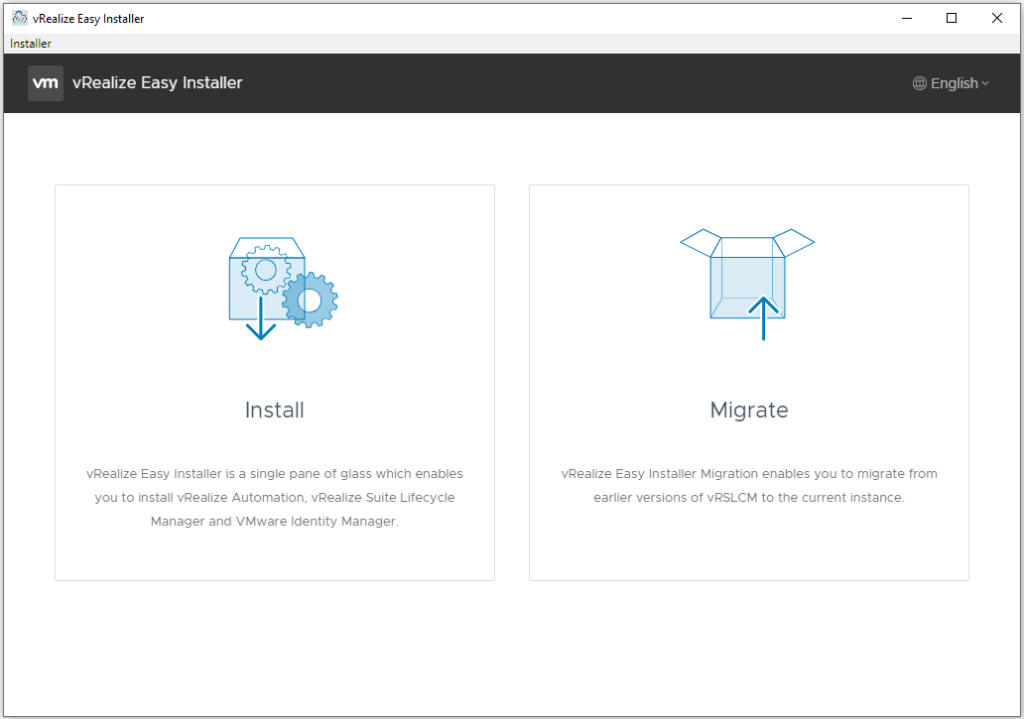 vRealize Easy Installer
Installer
vm vRealize Easy Installer
English
Install
vRealize Easy Installer is a single pane of glass which enables
you to install vRealize Automation, vRealize Suite Lifecycle
Manager and VMware Identity Manager.
Migrate
vRealize Easy Installer Migration enables you to migrate from
earlier versions of vRSLCM to the current instance.